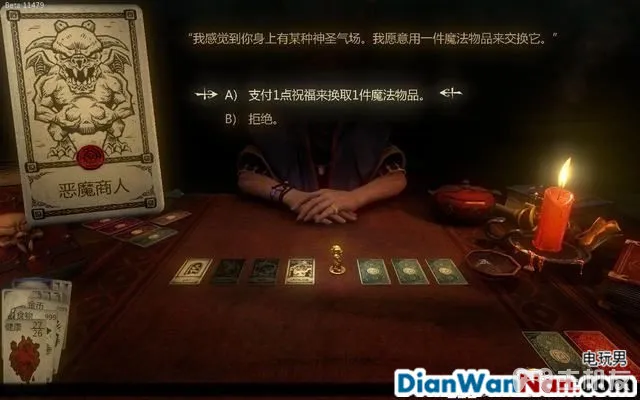 Beta 11479
“我感觉到你身上有某种神圣气场。我愿意用一件魔法物品来交换它。”
A) 支付1点祝福来换取1件魔法物品。
B) 拒绝。
恶魔商人
金币
食物 999
健康 27
26
电玩男
DianWanNan.com